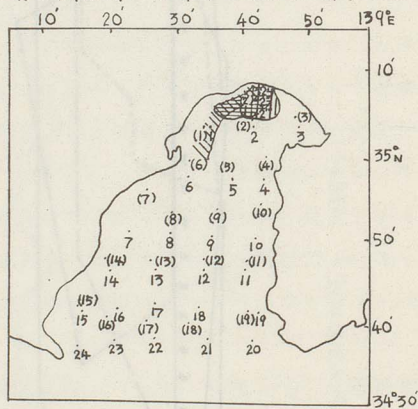 10′ 20′ 30′ 40′ 50′ 139°E
10′
(3)
(2)
(1) 2 3
35°N
(6) (5) (4)
6 5 4
(7)
(10)
(8) (9)
50′
7 8 9 10
(14) (13) (12) (11)
14 13 12 11
(15)
15 16 17 18 (19) 19
(16) (17) (18)
40′
24 23 22 21 20
34°30′